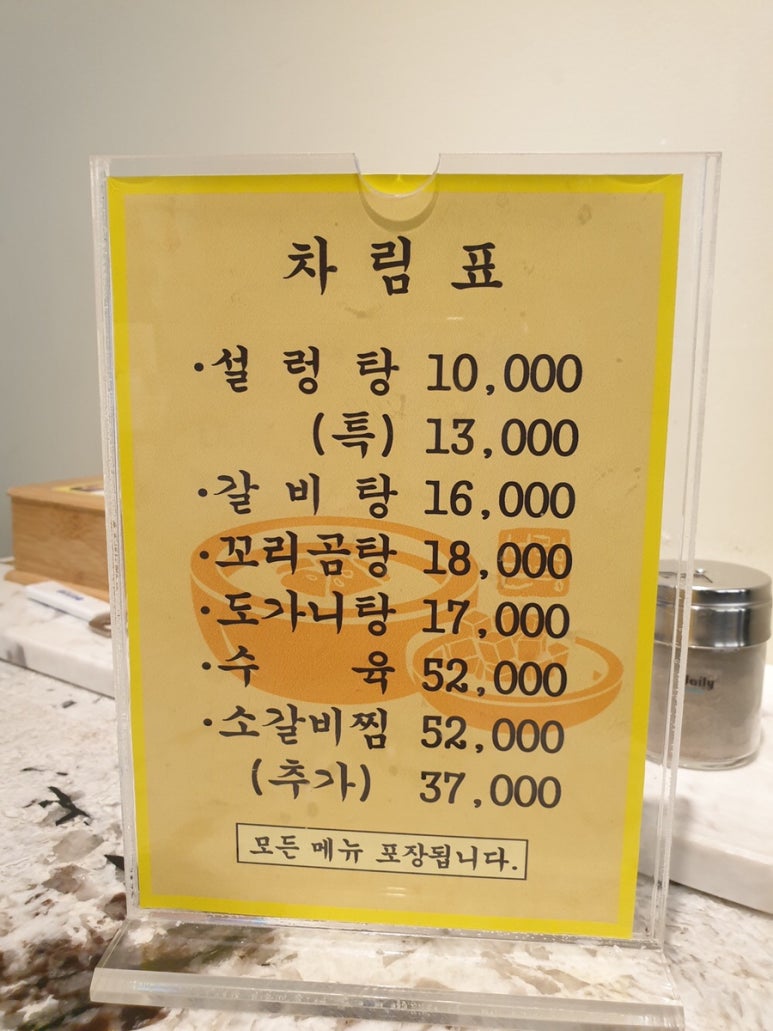 차림표
·설렁탕 10,000
(특) 13,000
·갈비탕 16,000
·꼬리곰탕 18,000
·도가니탕 17,000
·수육 52,000
·소갈비찜 52,000
(추가) 37,000
모든 메뉴 포장됩니다.